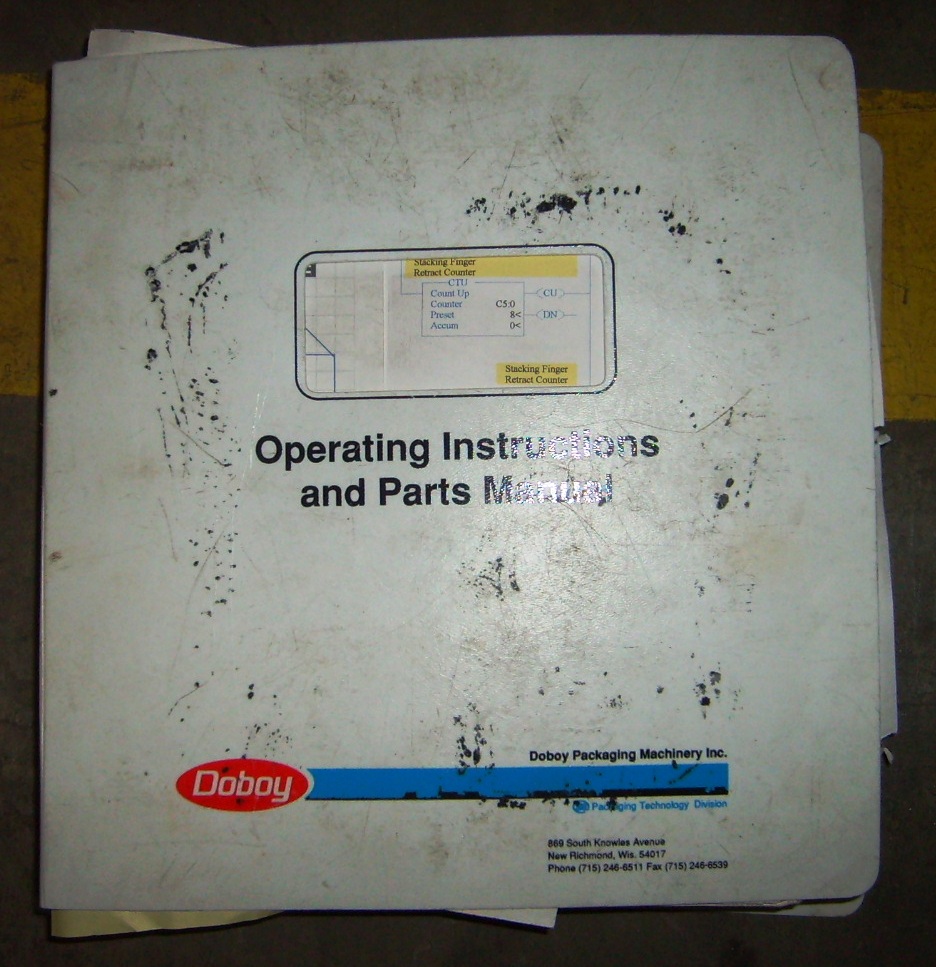 Stacking Finger
Retract Counter
CTU
Count Up
CU
Counter C5:0
Preset 8<
DN
Accum 0<
Stacking Finger
Retract Counter
Operating Instructions
and Parts Manual
Doboy Packaging Machinery Inc.
Doboy
Packaging Technology Division
869 South Knowles Avenue
New Richmond, Wis. 54017
Phone (715) 246-6511 Fax (715) 246-6539